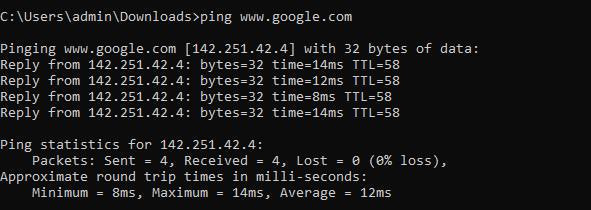 C:\Users\admin\Downloads>ping www.google.com
Pinging www.google.com [142.251.42.4] with 32 bytes of data:
Reply from 142.251.42.4: bytes=32 time=14ms TTL=58
Reply from 142.251.42.4: bytes=32 time=12ms TTL=58
Reply from 142.251.42.4: bytes=32 time=8ms TTL=58
Reply from 142.251.42.4: bytes=32 time=14ms TTL=58
Ping statistics for 142.251.42.4:
    Packets: Sent = 4, Received = 4, Lost = 0 (0% loss),
Approximate round trip times in milli-seconds:
    Minimum = 8ms, Maximum = 14ms, Average = 12ms